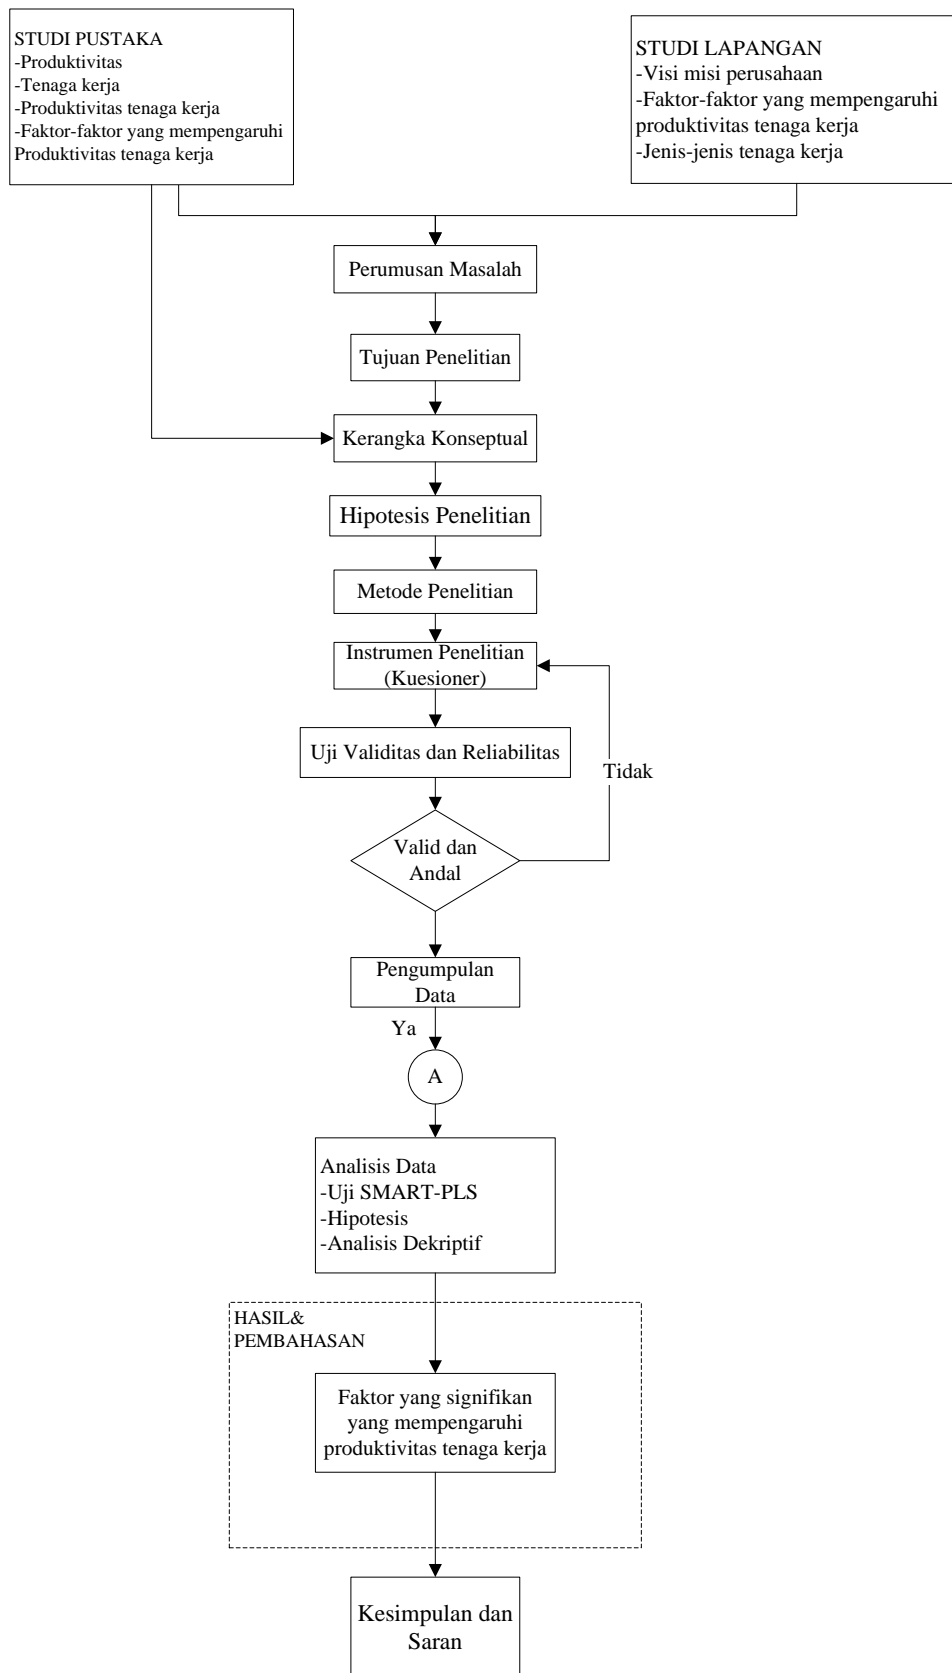 STUDI PUSTAKA
-Produktivitas
-Tenaga kerja
-Produktivitas tenaga kerja
-Faktor-faktor yang mempengaruhi
Produktivitas tenaga kerja
STUDI LAPANGAN
-Visi misi perusahaan
-Faktor-faktor yang mempengaruhi
produktivitas tenaga kerja
-Jenis-jenis tenaga kerja
Perumusan Masalah
Tujuan Penelitian
Kerangka Konseptual
Hipotesis Penelitian
Metode Penelitian
Instrumen Penelitian
(Kuesioner)
Uji Validitas dan Reliabilitas
Tidak
Valid dan
Andal
Pengumpulan
Data
Ya
A
Analisis Data
-Uji SMART-PLS
-Hipotesis
-Analisis Dekriptif
HASIL&
PEMBAHASAN
Faktor yang signifikan
yang mempengaruhi
produktivitas tenaga kerja
Kesimpulan dan
Saran